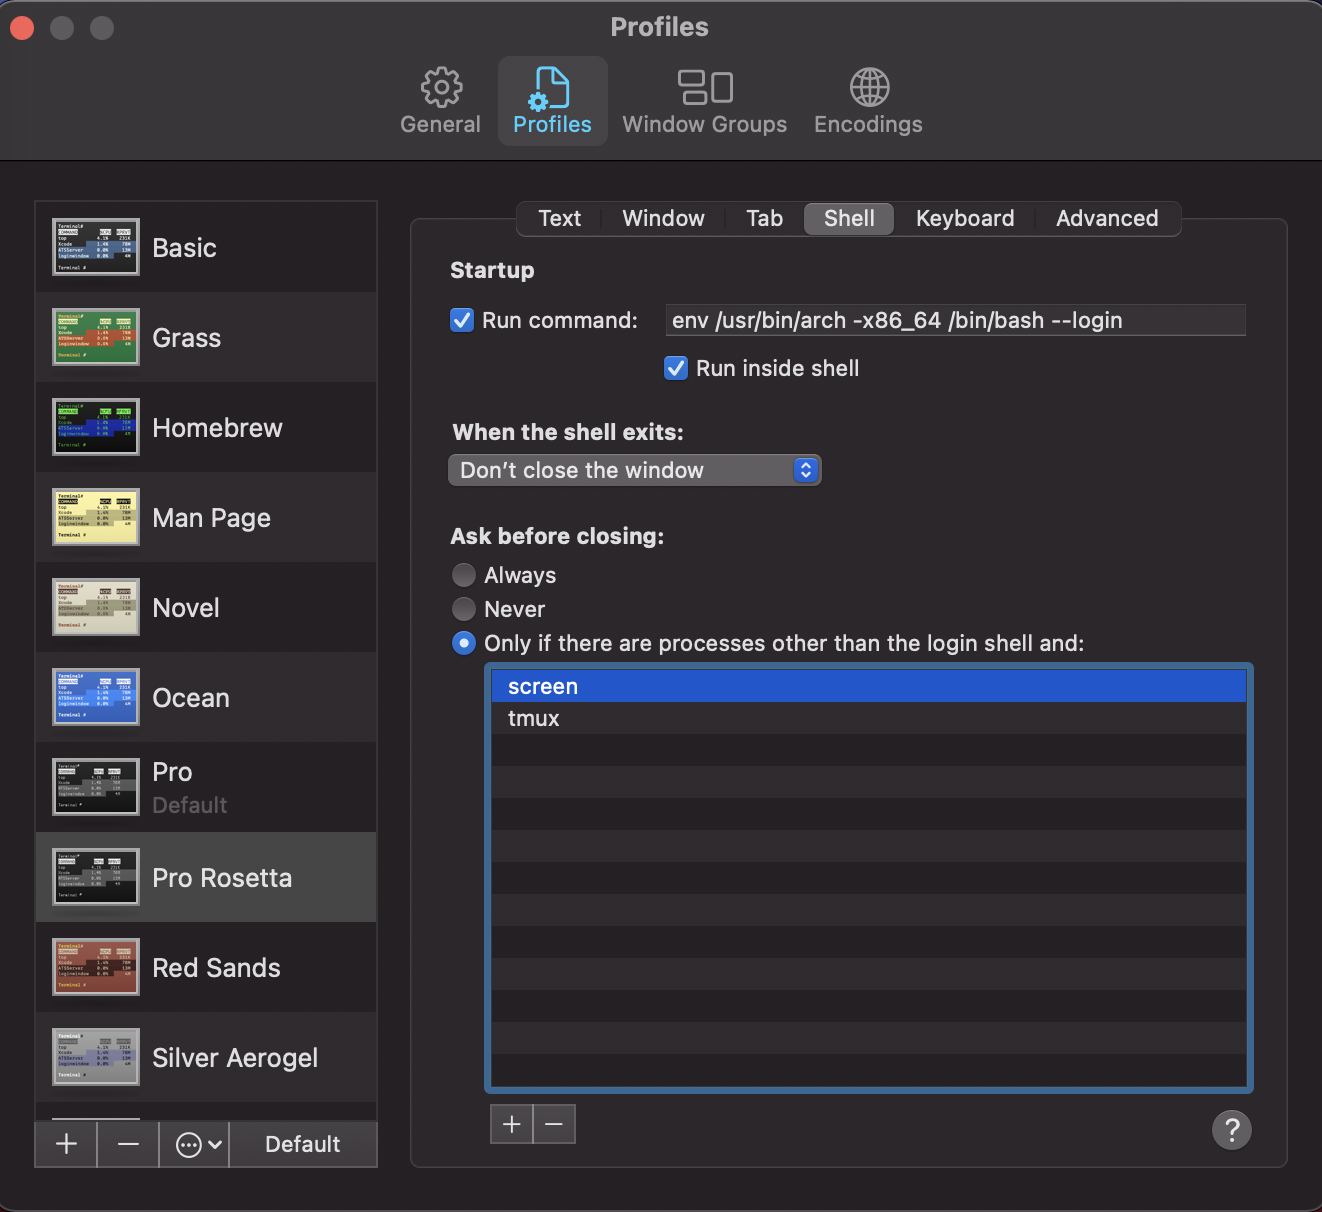 Profiles
General
Profiles
Window Groups
Encodings
Basic
Grass
Homebrew
Man Page
Novel
Ocean
Pro
Default
Pro Rosetta
Red Sands
Silver Aerogel
Default
Text
Window
Tab
Shell
Keyboard
Advanced
Startup
Run command:
env /usr/bin/arch -x86_64 /bin/bash --login
Run inside shell
When the shell exits:
Don’t close the window
Ask before closing:
Always
Never
Only if there are processes other than the login shell and:
screen
tmux
?